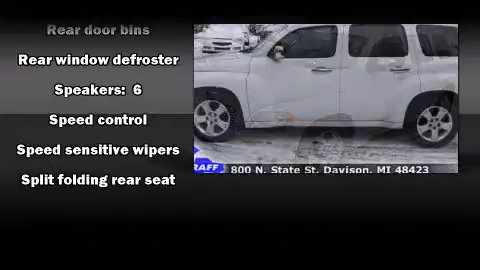 Rear door bins
Rear window defroster
Speakers:  6
Speed control
Speed sensitive wipers
Split folding rear seat
RAFF
800 N. State St. Davison, MI 48423